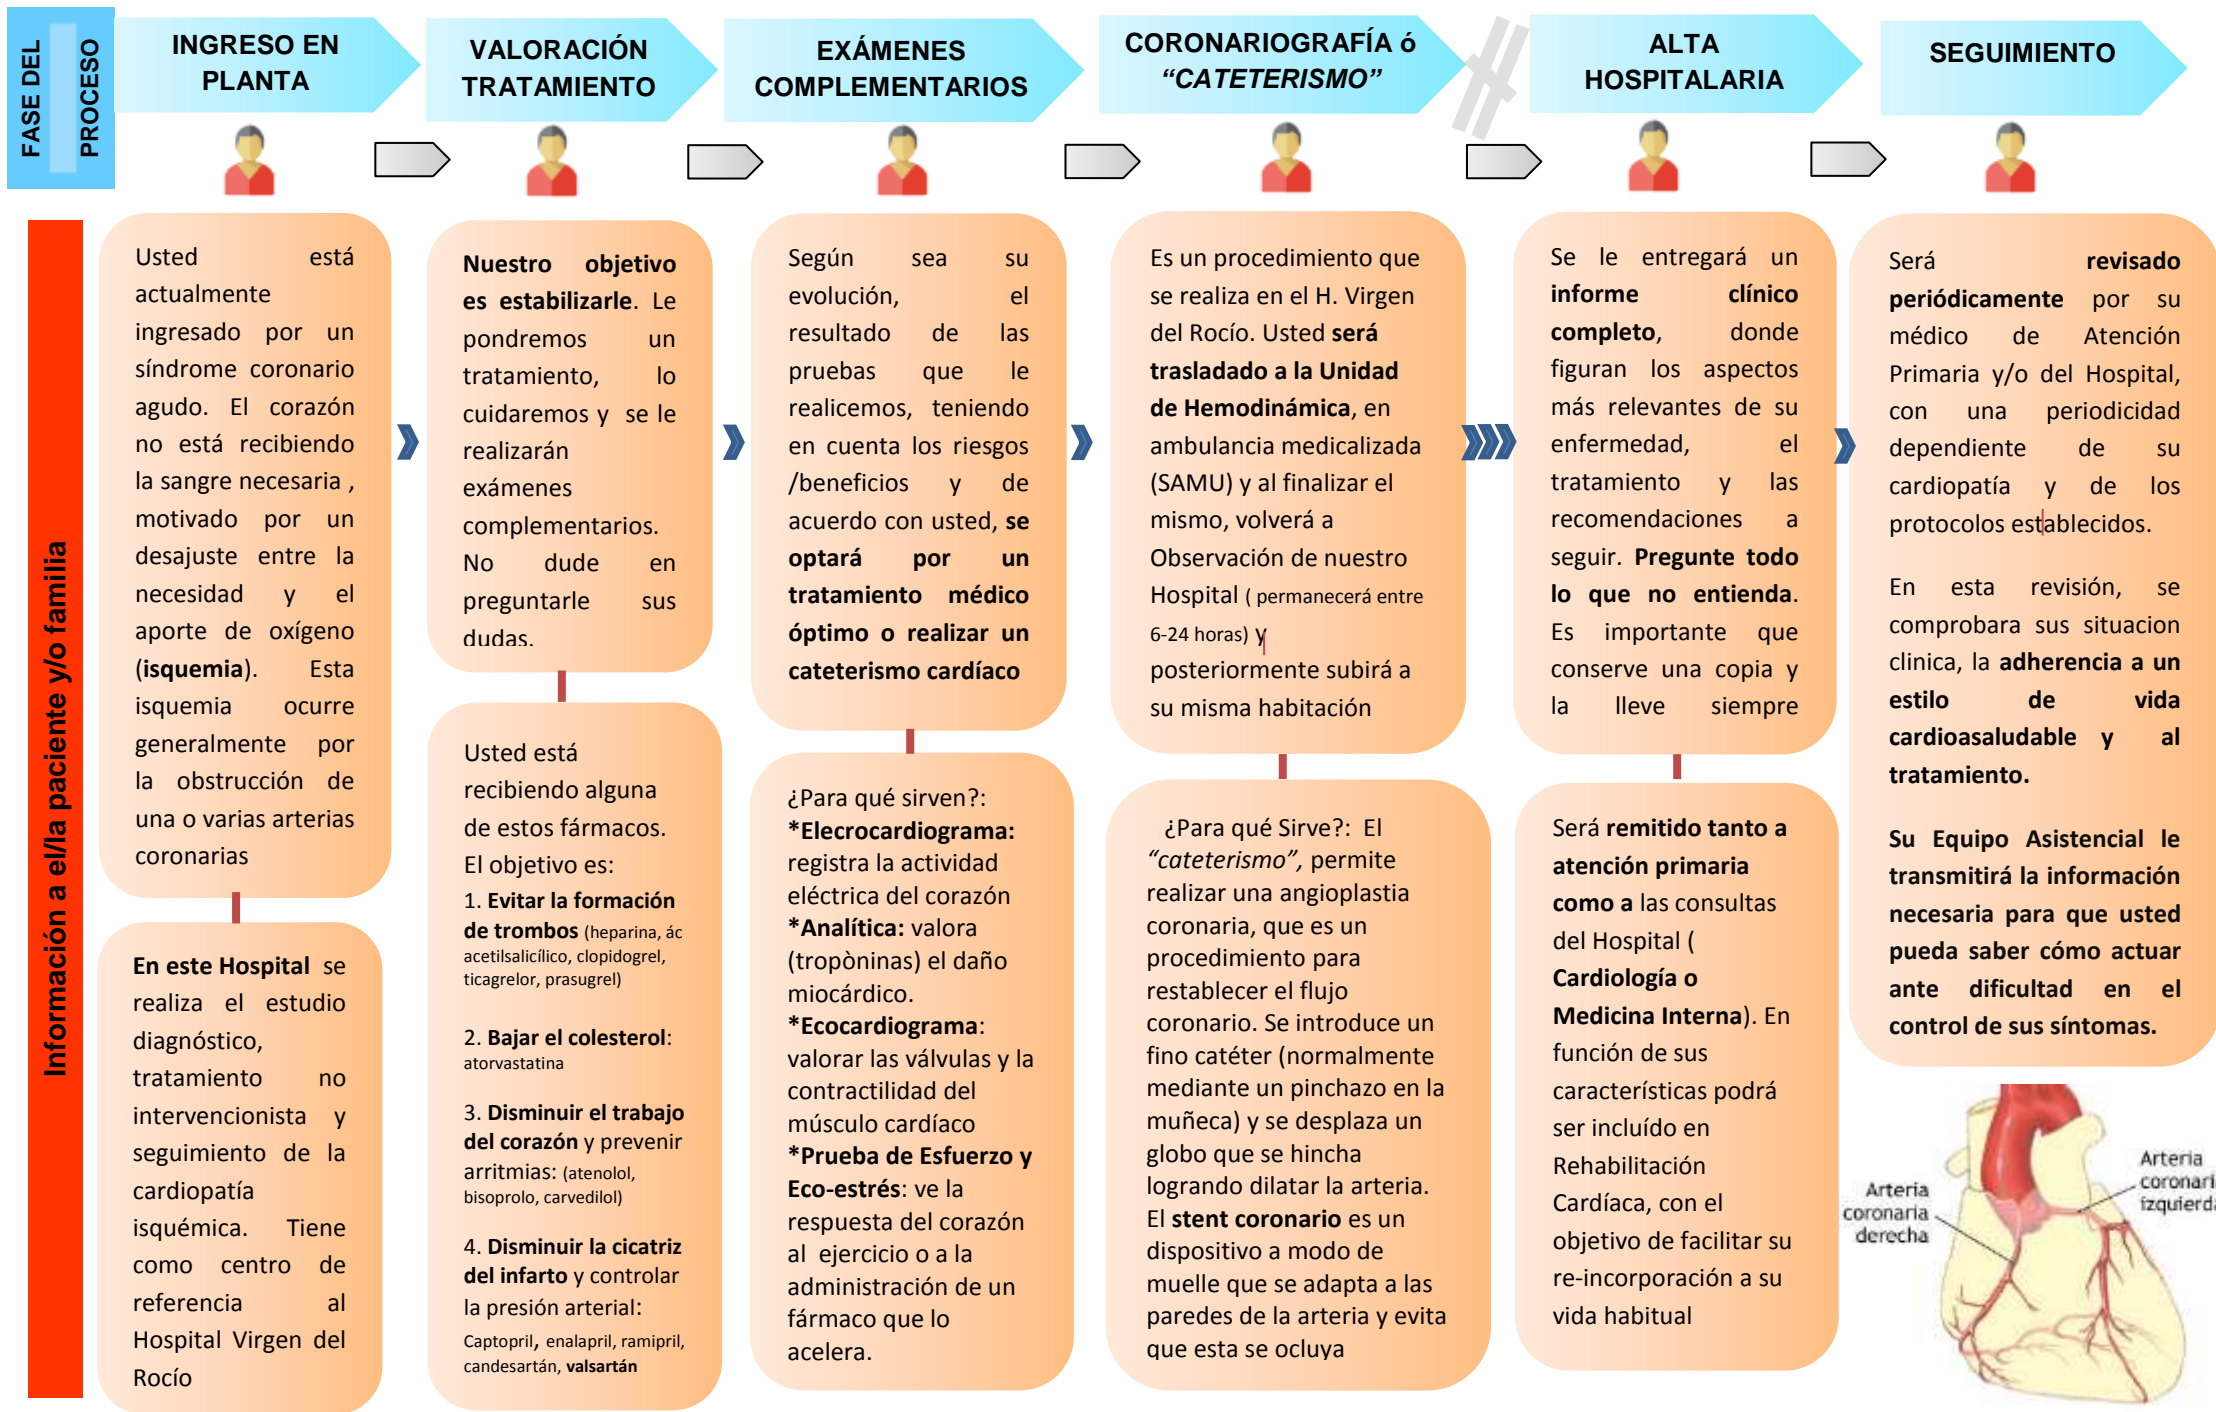 FASE DEL
PROCESO
INGRESO EN
PLANTA
VALORACIÓN
TRATAMIENTO
EXÁMENES
COMPLEMENTARIOS
CORONARIOGRAFÍA ó
“CATETERISMO”
ALTA
HOSPITALARIA
SEGUIMIENTO
Información a el/la paciente y/o familia
Usted está
actualmente
ingresado por un
síndrome coronario
agudo. El corazón
no está recibiendo
la sangre necesaria ,
motivado por un
desajuste entre la
necesidad y el
aporte de oxígeno
(isquemia). Esta
isquemia ocurre
generalmente por
la obstrucción de
una o varias arterias
coronarias
En este Hospital se
realiza el estudio
diagnóstico,
tratamiento no
intervencionista y
seguimiento de la
cardiopatía
isquémica. Tiene
como centro de
referencia al
Hospital Virgen del
Rocío
Nuestro objetivo
es estabilizarle. Le
pondremos un
tratamiento, lo
cuidaremos y se le
realizarán
exámenes
complementarios.
No dude en
preguntarle sus
dudas.
Usted está
recibiendo alguna
de estos fármacos.
El objetivo es:
1. Evitar la formación
de trombos (heparina, ác
acetilsalicílico, clopidogrel,
ticagrelor, prasugrel)
2. Bajar el colesterol:
atorvastatina
3. Disminuir el trabajo
del corazón y prevenir
arritmias: (atenolol,
bisoprolo, carvedilol)
4. Disminuir la cicatriz
del infarto y controlar
la presión arterial:
Captopril, enalapril, ramipril,
candesartán, valsartán
Según sea su
evolución, el
resultado de las
pruebas que le
realicemos, teniendo
en cuenta los riesgos
/beneficios y de
acuerdo con usted, se
optará por un
tratamiento médico
óptimo o realizar un
cateterismo cardíaco
¿Para qué sirven?:
*Elecrocardiograma:
registra la actividad
eléctrica del corazón
*Analítica: valora
(tropòninas) el daño
miocárdico.
*Ecocardiograma:
valorar las válvulas y la
contractilidad del
músculo cardíaco
*Prueba de Esfuerzo y
Eco-estrés: ve la
respuesta del corazón
al ejercicio o a la
administración de un
fármaco que lo
acelera.
Es un procedimiento que
se realiza en el H. Virgen
del Rocío. Usted será
trasladado a la Unidad
de Hemodinámica, en
ambulancia medicalizada
(SAMU) y al finalizar el
mismo, volverá a
Observación de nuestro
Hospital ( permanecerá entre
6-24 horas) y
posteriormente subirá a
su misma habitación
¿Para qué Sirve?: El
“cateterismo”, permite
realizar una angioplastia
coronaria, que es un
procedimiento para
restablecer el flujo
coronario. Se introduce un
fino catéter (normalmente
mediante un pinchazo en la
muñeca) y se desplaza un
globo que se hincha
logrando dilatar la arteria.
El stent coronario es un
dispositivo a modo de
muelle que se adapta a las
paredes de la arteria y evita
que esta se ocluya
Se le entregará un
informe clínico
completo, donde
figuran los aspectos
más relevantes de su
enfermedad, el
tratamiento y las
recomendaciones a
seguir. Pregunte todo
lo que no entienda.
Es importante que
conserve una copia y
la lleve siempre
Será remitido tanto a
atención primaria
como a las consultas
del Hospital (
Cardiología o
Medicina Interna). En
función de sus
características podrá
ser incluído en
Rehabilitación
Cardíaca, con el
objetivo de facilitar su
re-incorporación a su
vida habitual
Será revisado
periódicamente por su
médico de Atención
Primaria y/o del Hospital,
con una periodicidad
dependiente de su
cardiopatía y de los
protocolos establecidos.
En esta revisión, se
comprobara sus situacion
clinica, la adherencia a un
estilo de vida
cardioasaludable y al
tratamiento.
Su Equipo Asistencial le
transmitirá la información
necesaria para que usted
pueda saber cómo actuar
ante dificultad en el
control de sus síntomas.
Arteria
coronaria
derecha
Arteria
coronari
izquierda